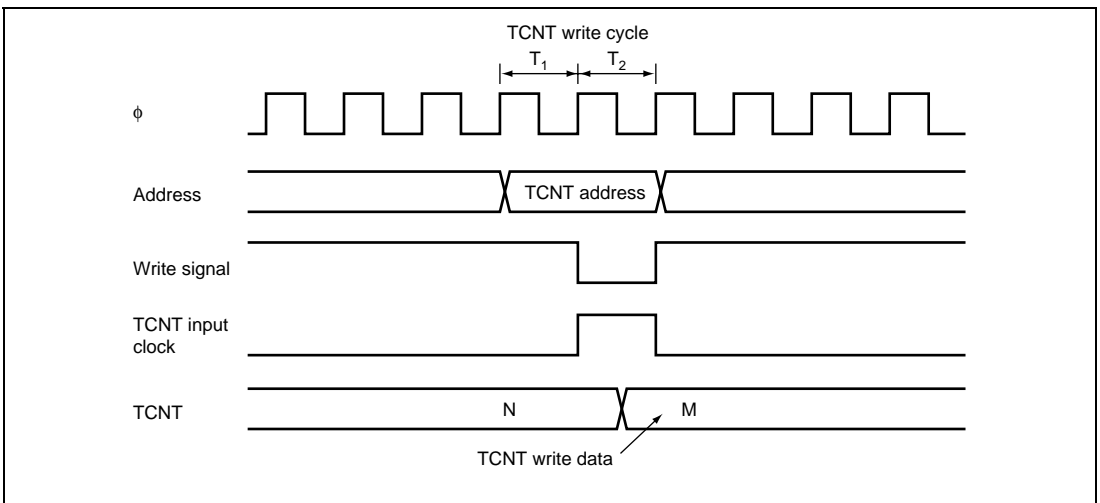 TCNT write cycle
T1 T2
ϕ
Address
TCNT address
Write signal
TCNT input
clock
TCNT
N
M
TCNT write data